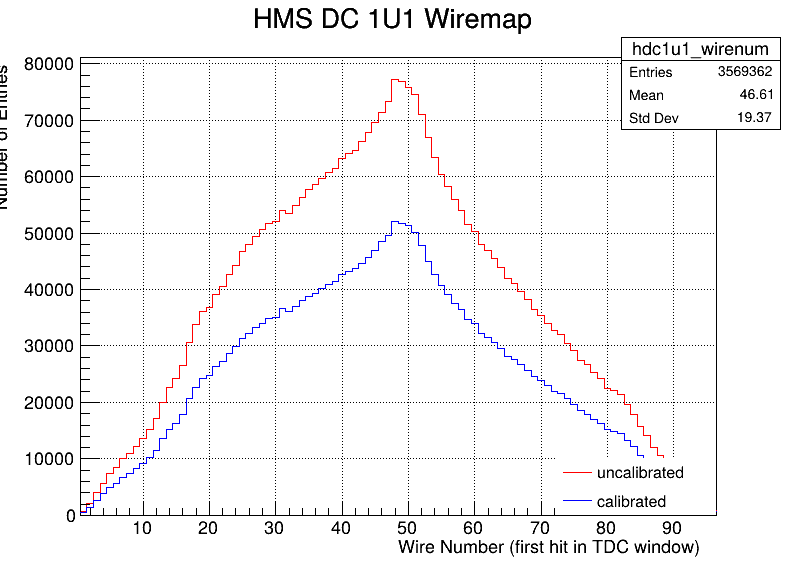 HMS DC 1U1 Wiremap
hdc1u1_wirenum
Entries 3569362
Mean 46.61
Std Dev 19.37
Number of Entries
80000
70000
60000
50000
40000
30000
20000
10000
0
uncalibrated
calibrated
10 20 30 40 50 60 70 80 90
Wire Number (first hit in TDC window)